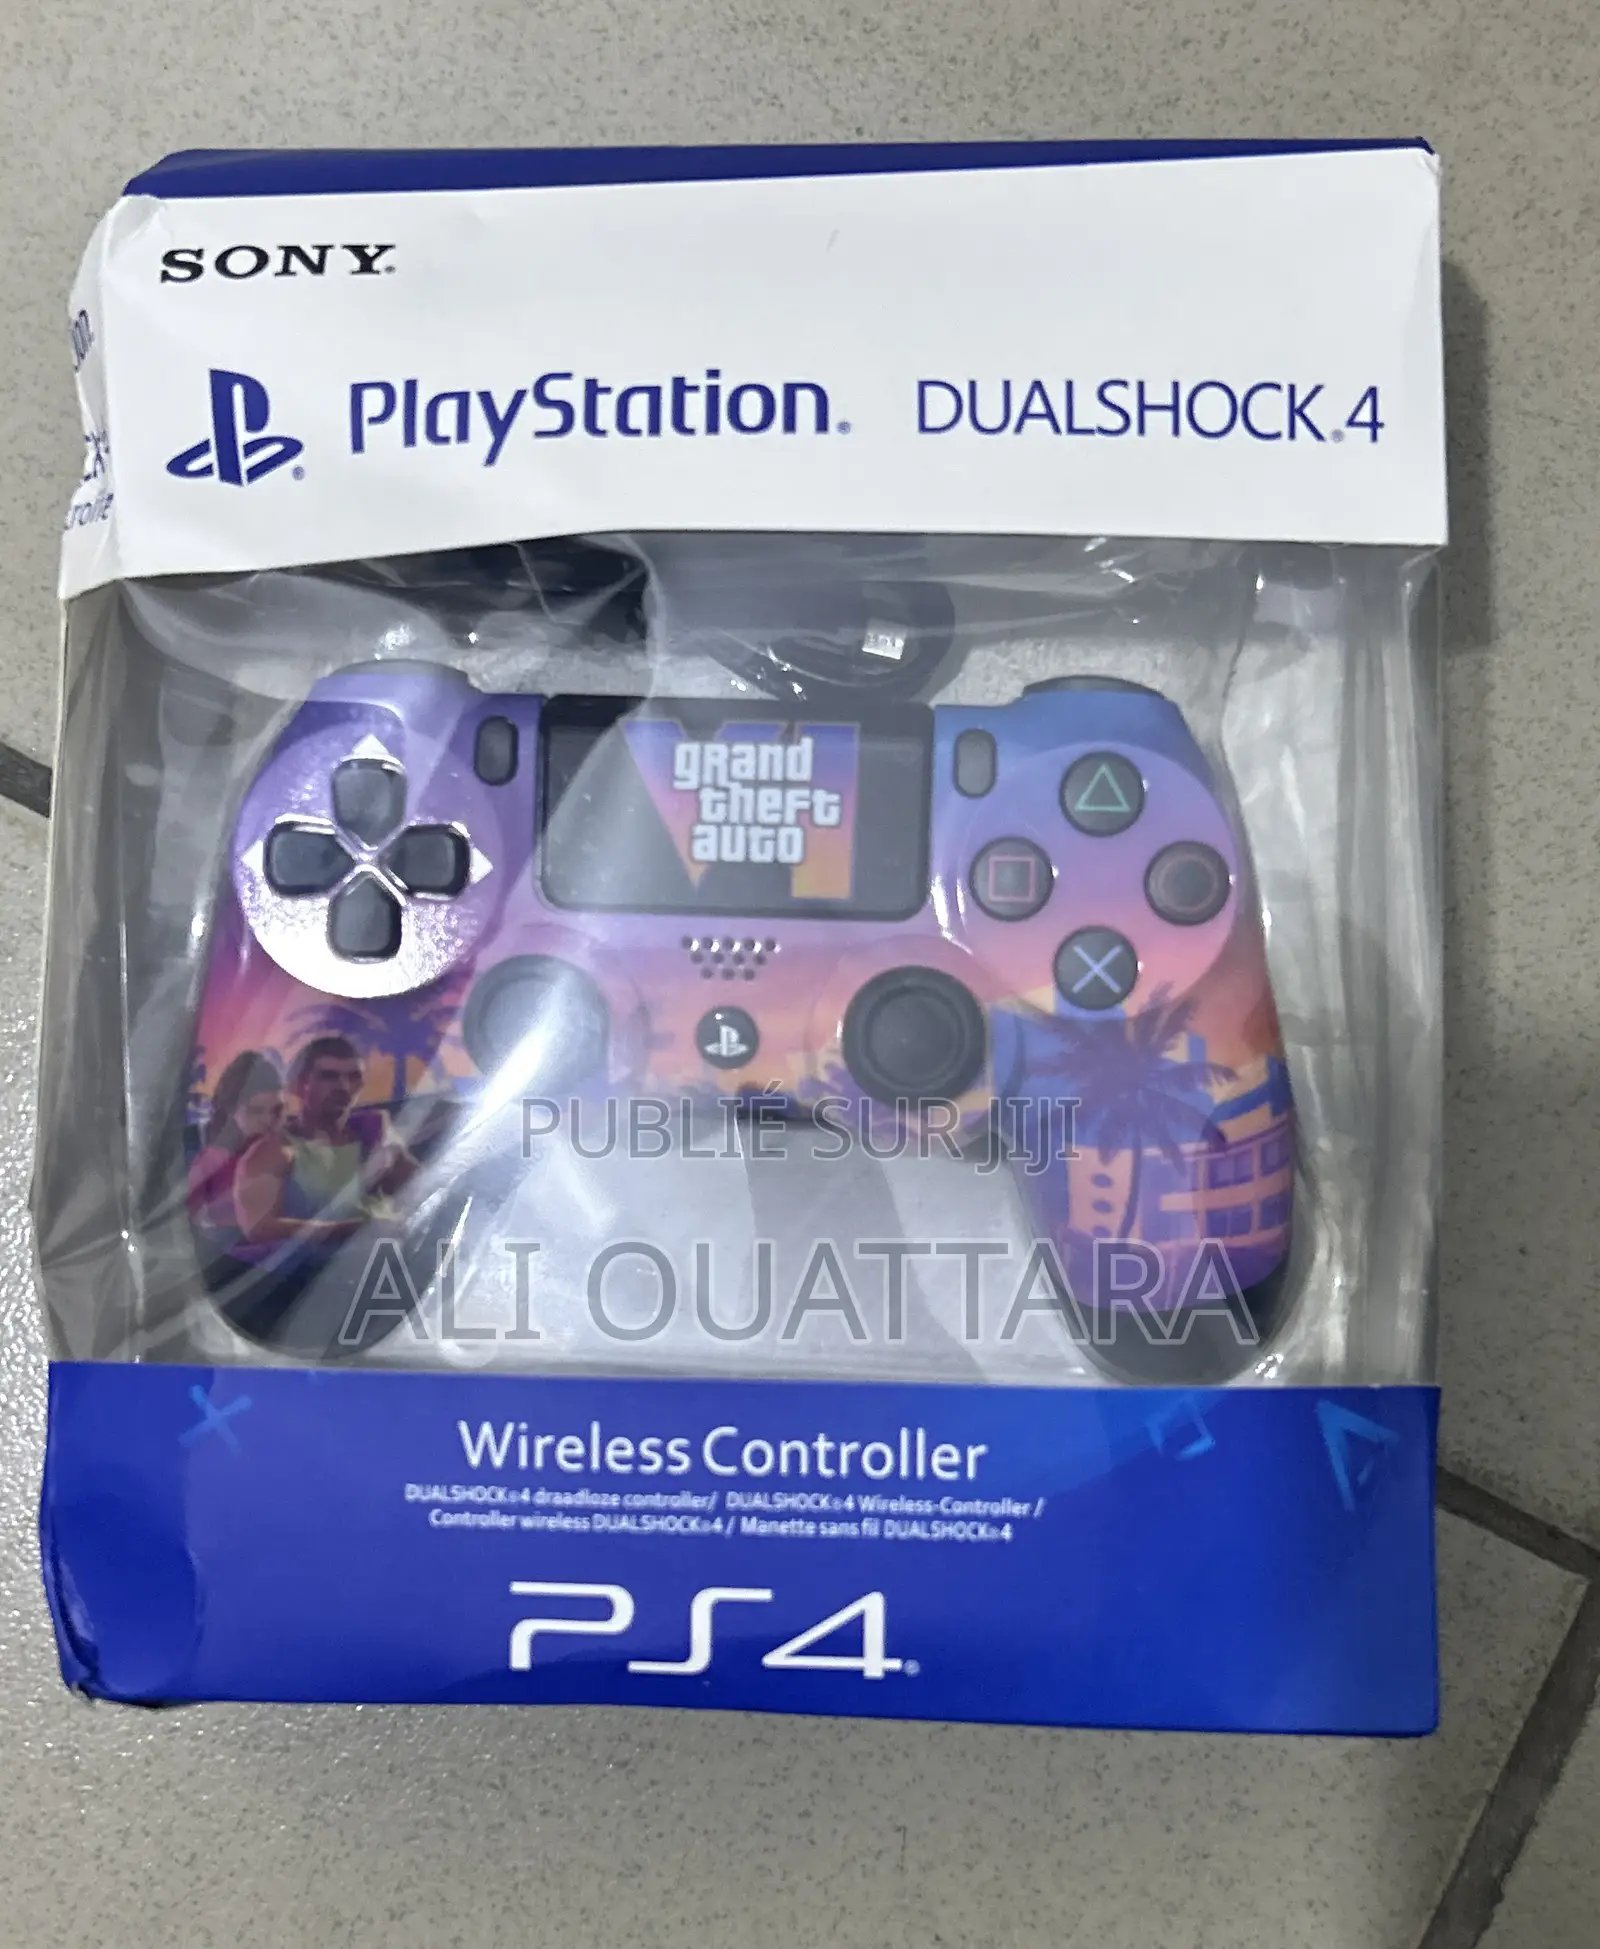 SONY
PlayStation
DUALSHOCK 4
VI
grand
theft
auto
PUBLIÉ SUR JIJI
ALI OUATTARA
Wireless Controller
DUALSHOCK®4 draadloze controller/ DUALSHOCK®4 Wireless-Controller /
Controller wireless DUALSHOCK®4 / Manette sans fil DUALSHOCK®4
PS4